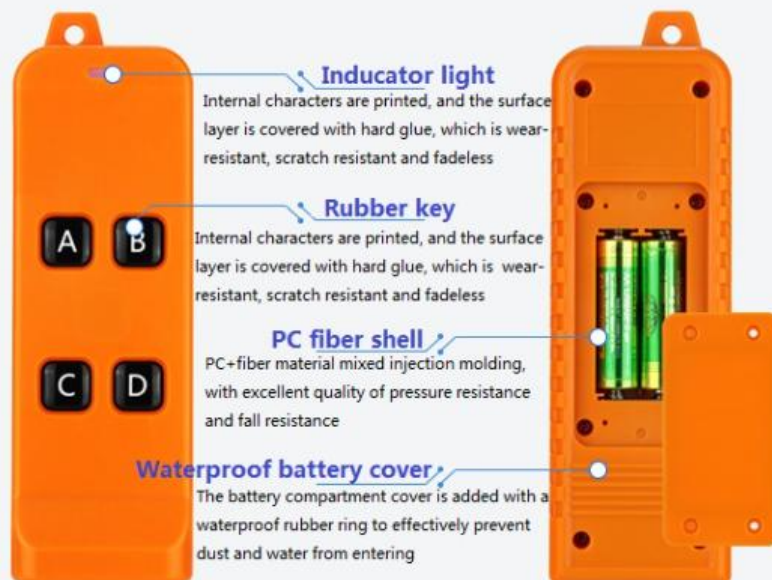 Inducator light
Internal characters are printed, and the surface
layer is covered with hard glue, which is wear-
resistant, scratch resistant and fadeless
Rubber key
A
B
Internal characters are printed, and the surface
layer is covered with hard glue, which is wear-
resistant, scratch resistant and fadeless
PC fiber shell
PC+fiber material mixed injection molding,
with excellent quality of pressure resistance
and fall resistance
C
D
Waterproof battery cover
The battery compartment cover is added with a
waterproof rubber ring to effectively prevent
dust and water from entering